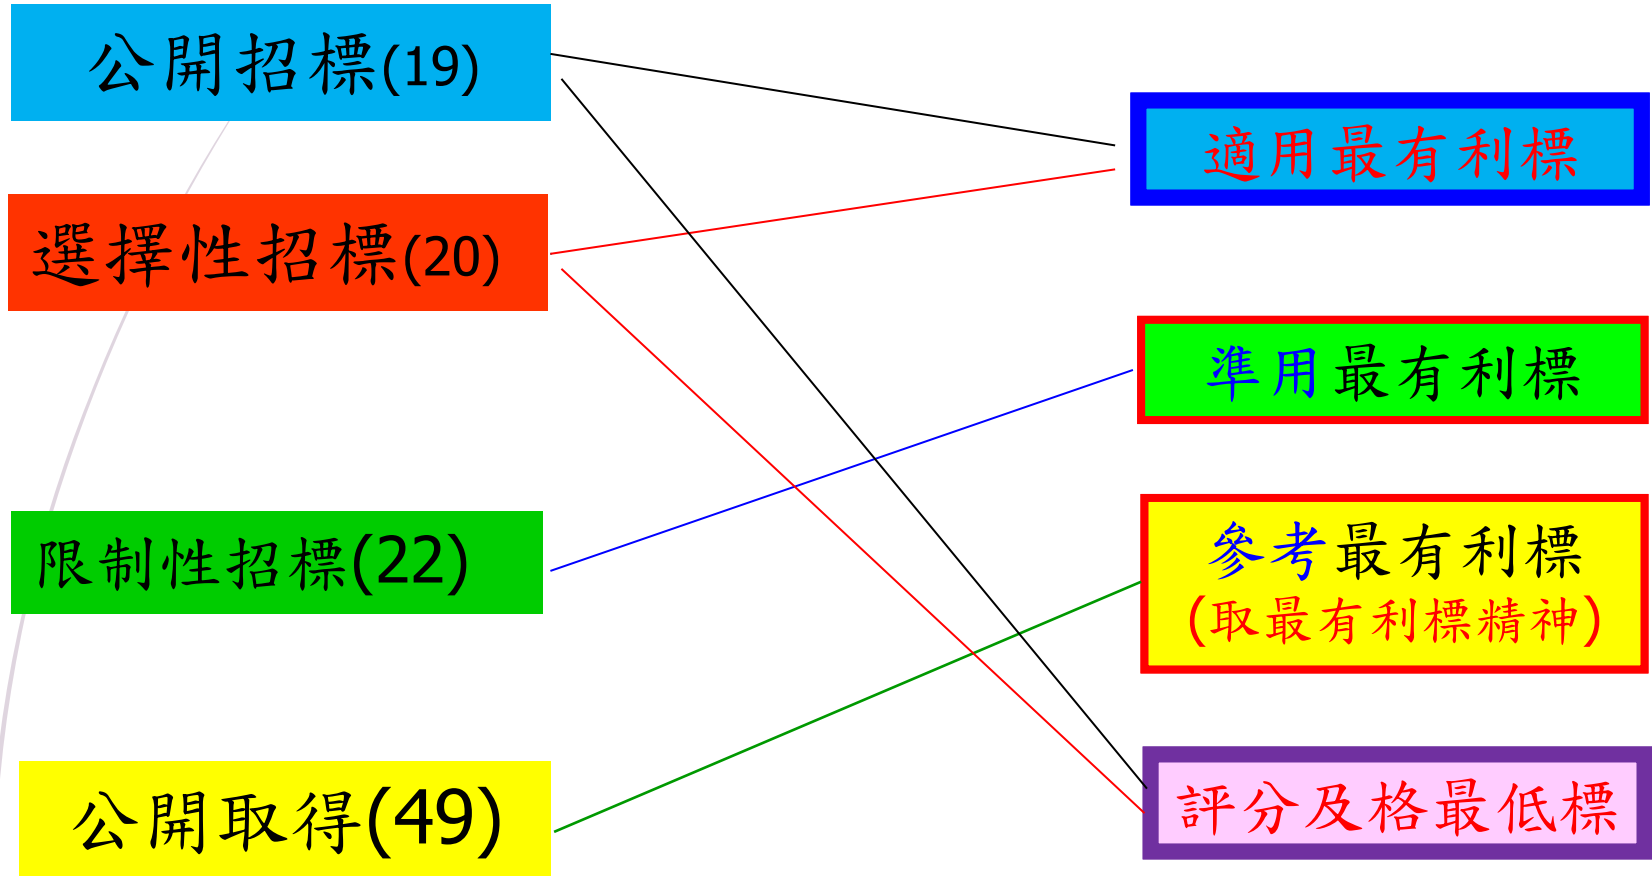 公開招標(19)
選擇性招標(20)
限制性招標(22)
公開取得(49)
適用最有利標
準用最有利標
參考最有利標
(取最有利標精神)
評分及格最低標